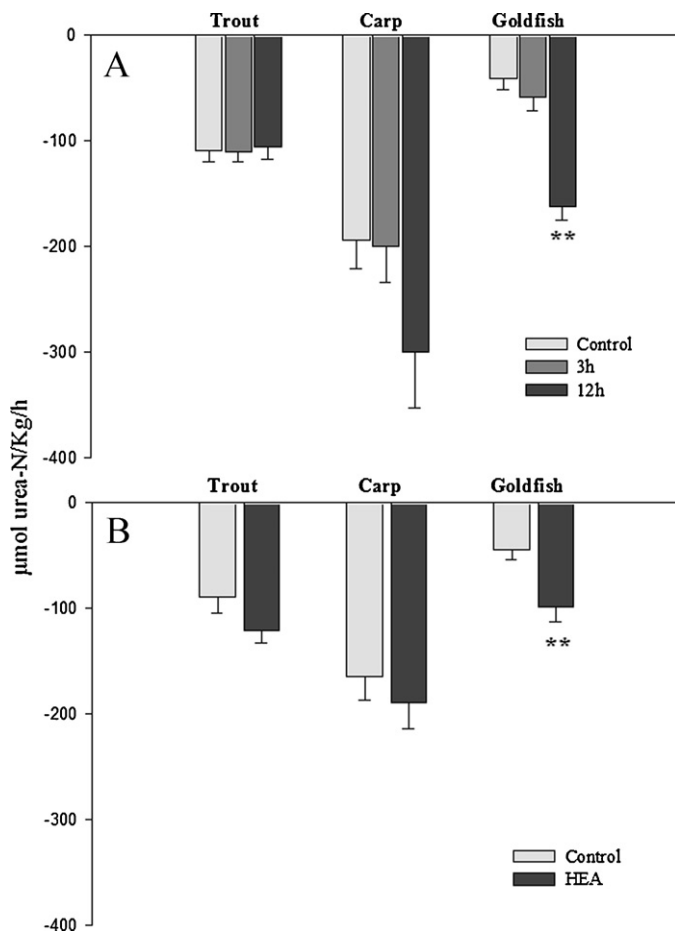 Trout Carp Goldfish
0
A
-100
-200
**
-300
Control
3h
12h
-400
µmol urea-N/Kg/h
Trout Carp Goldfish
0
B
-100
**
-200
-300
Control
HEA
-400